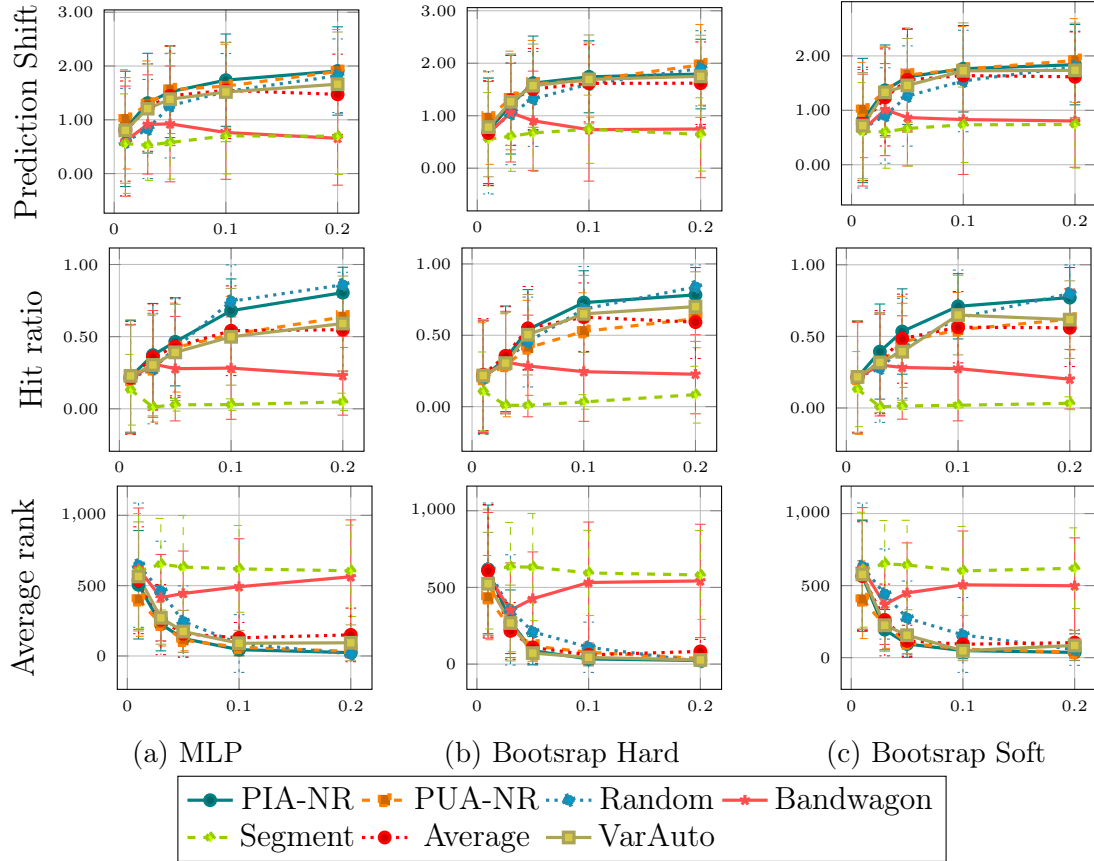 Prediction Shift
3.00
2.00
1.00
0.00
0 0.1 0.2
3.00
2.00
1.00
0.00
0 0.1 0.2
2.00
1.00
0.00
0 0.1 0.2
Hit ratio
1.00
0.50
0.00
0 0.1 0.2
1.00
0.50
0.00
0 0.1 0.2
1.00
0.50
0.00
0 0.1 0.2
Average rank
1,000
500
0
0 0.1 0.2
1,000
500
0
0 0.1 0.2
1,000
500
0
0 0.1 0.2
(a) MLP
(b) Bootsrap Hard
(c) Bootsrap Soft
PIA-NR PUA-NR Random Bandwagon
Segment Average VarAuto